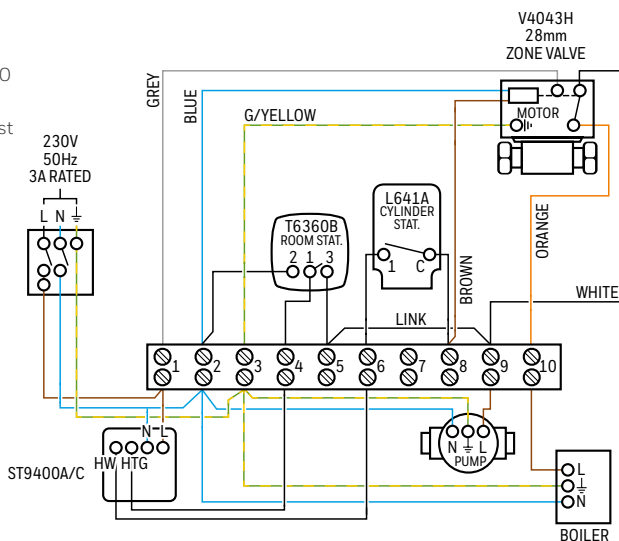 V4043H
28mm
ZONE VALVE
O
st
GREY
BLUE
G/YELLOW
MOTOR
230V
50Hz
3A RATED
L N
L641A
CYLINDER
STAT.
1 C
T6360B
ROOM STAT.
2 1 3
BROWN
ORANGE
WHITE
LINK
1 2 3 4 5 6 7 8 9 10
N L
HW HTG
ST9400A/C
N L
PUMP
L
N
BOILER